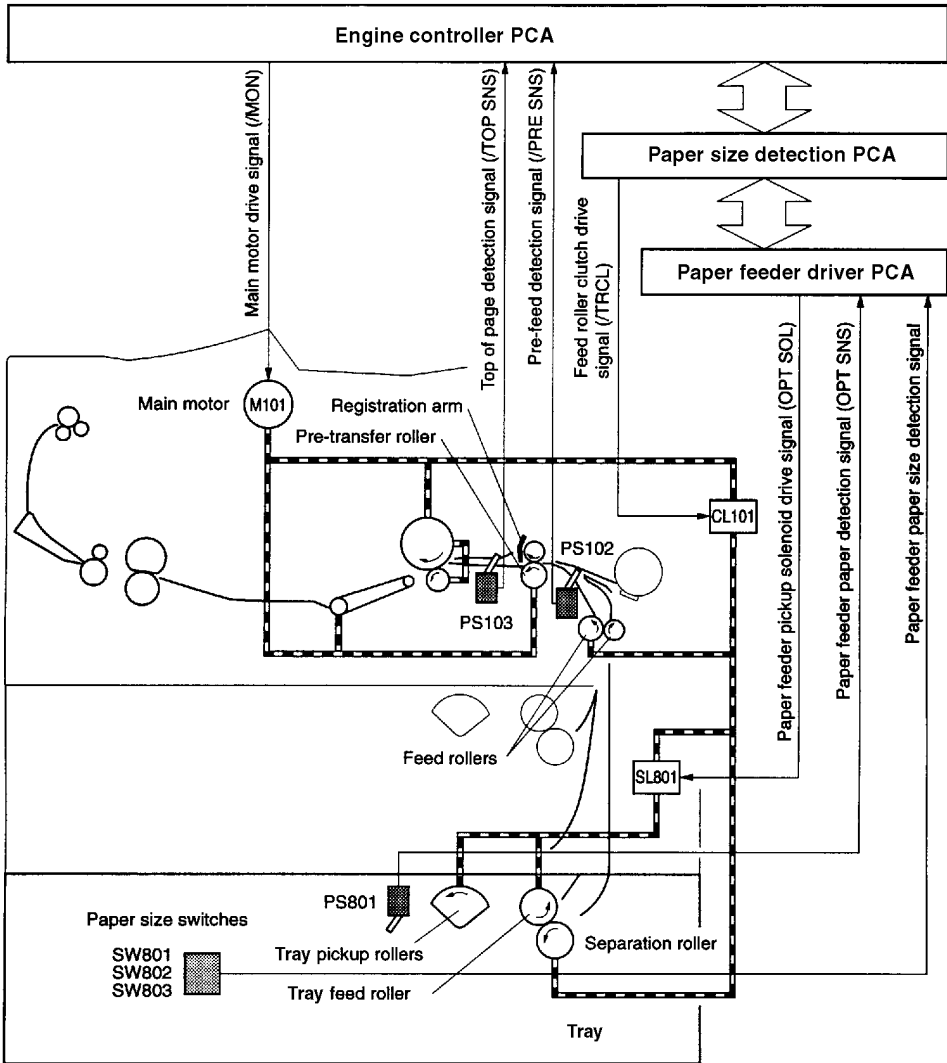 Engine controller PCA
Main motor drive signal (/MON)
Top of page detection signal (/TOP SNS)
Pre-feed detection signal (/PRE SNS)
Feed roller clutch drive
signal (/TRCL)
Paper size detection PCA
Paper feeder driver PCA
Paper feeder pickup solenoid drive signal (OPT SOL)
Paper feeder paper detection signal (OPT SNS)
Paper feeder paper size detection signal
Main motor
M101
Registration arm
Pre-transfer roller
CL101
PS102
PS103
Feed rollers
SL801
PS801
Paper size switches
SW801
SW802
SW803
Tray pickup rollers
Separation roller
Tray feed roller
Tray